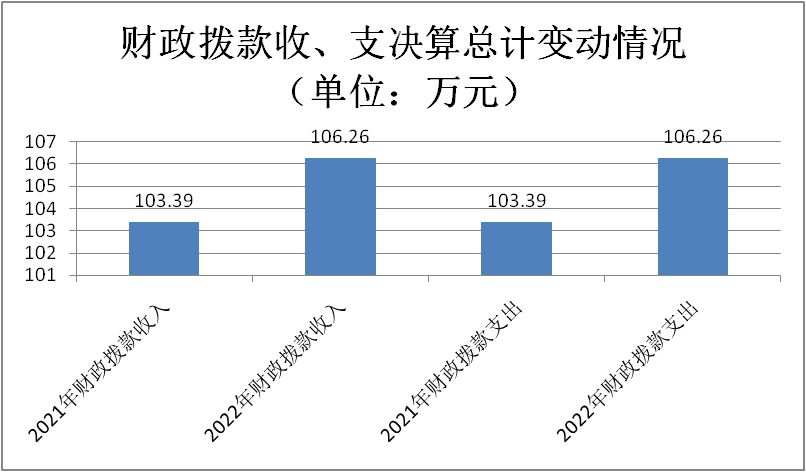 财政拨款收、支决算总计变动情况
（单位：万元）
107
106
105
104
103
102
101
103.39
106.26
103.39
106.26
2021年财政拨款收入
2022年财政拨款收入
2021年财政拨款支出
2022年财政拨款支出